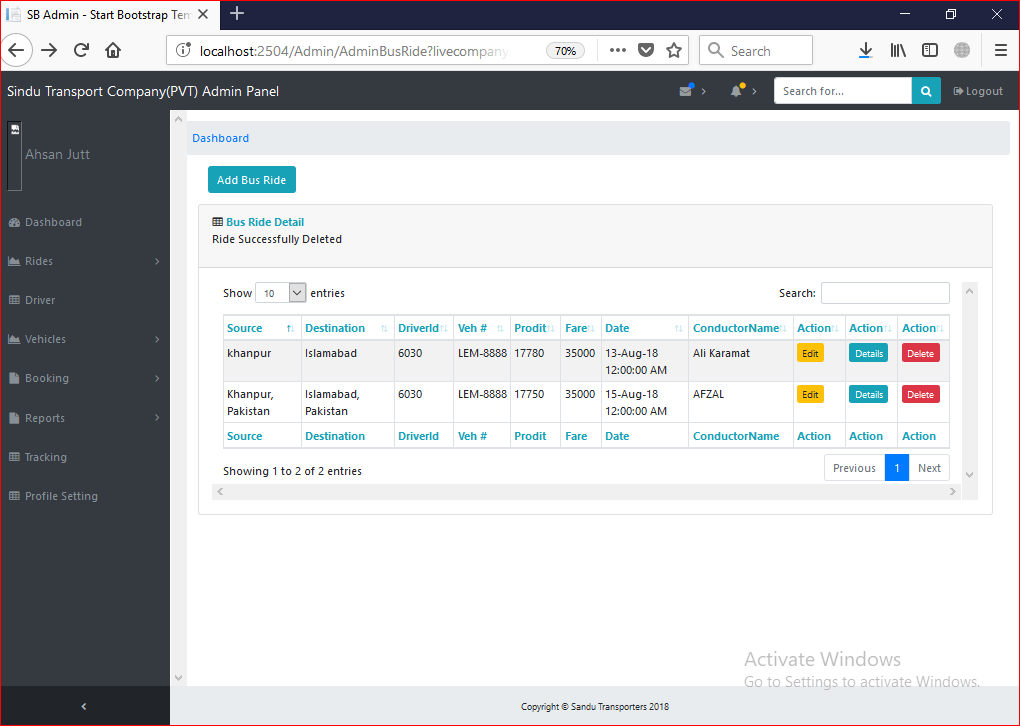 SB Admin - Start Bootstrap Tem
localhost:2504/Admin/AdminBusRide?livecompany
70%
Search
Sindu Transport Company(PVT) Admin Panel
Search for...
Logout
Ahsan Jutt
Dashboard
Rides
Driver
Vehicles
Booking
Reports
Tracking
Profile Setting
Dashboard
Add Bus Ride
Bus Ride Detail
Ride Successfully Deleted
Show 10 entries
Search:
Source Destination DriverId Veh # Prodit Fare Date ConductorName Action Action Action
khanpur Islamabad 6030 LEM-8888 17780 35000 13-Aug-18 Ali Karamat Edit Details Delete
12:00:00 AM
Khanpur, Islamabad, 6030 LEM-8888 17750 35000 15-Aug-18 AFZAL Edit Details Delete
Pakistan Pakistan 12:00:00 AM
Source Destination DriverId Veh # Prodit Fare Date ConductorName Action Action Action
Showing 1 to 2 of 2 entries
Previous 1 Next
Activate Windows
Go to Settings to activate Windows.
Copyright © Sandu Transporters 2018